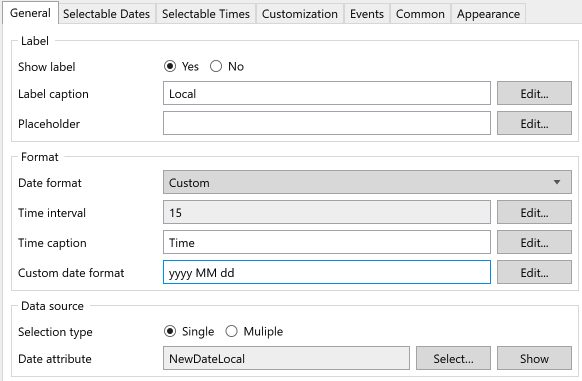 General Selectable Dates Selectable Times Customization Events Common Appearance
Label
Show label Yes No
Label caption Local Edit...
Placeholder Edit...
Format
Date format Custom
Time interval 15 Edit...
Time caption Time Edit...
Custom date format yyyy MM dd Edit...
Data source
Selection type Single Muliple
Date attribute NewDateLocal Select... Show